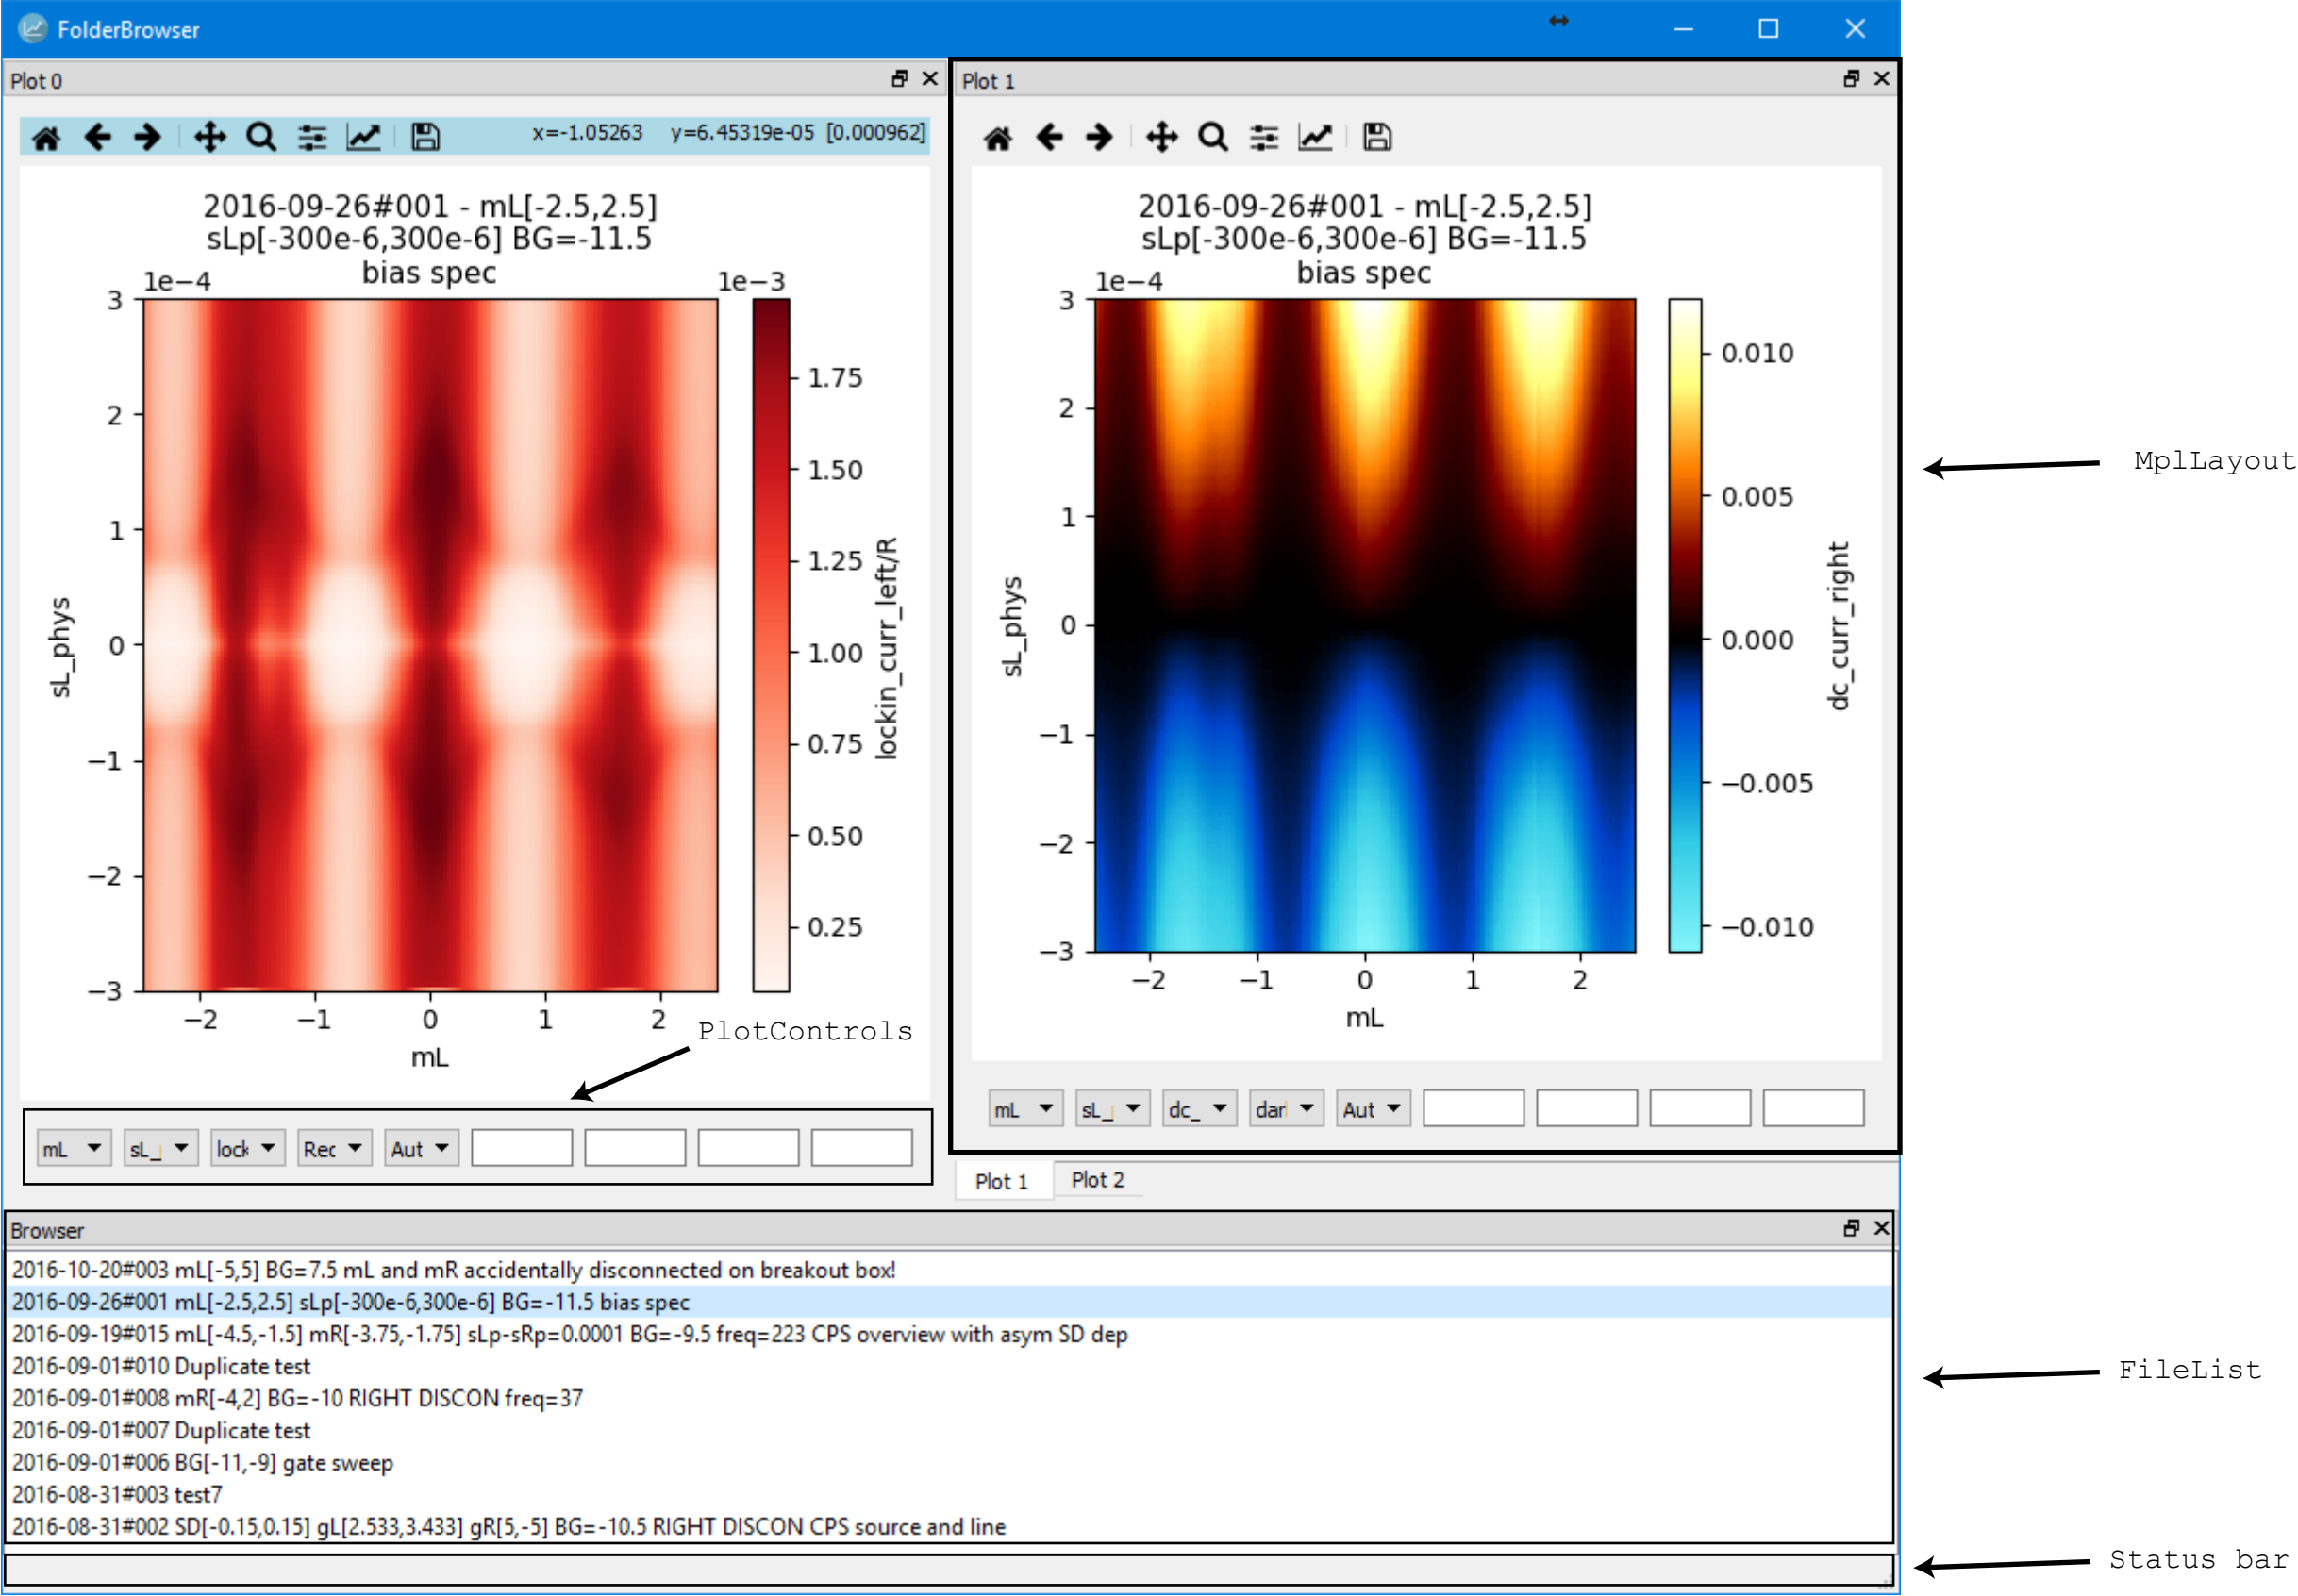 FolderBrowser
Plot 0
x=-1.05263 y=6.45319e-05 [0.000962]
2016-09-26#001 - mL[-2.5,2.5]
sLp[-300e-6,300e-6] BG=-11.5
bias spec
1e−4
1e−3
3
2
1
0
−1
−2
−3
sL_phys
−2
−1
0
1
2
mL
1.75
1.50
1.25
1.00
0.75
0.50
0.25
lockin_curr_left/R
PlotControls
mL
sL_
lock
Rec
Aut
Plot 1
2016-09-26#001 - mL[-2.5,2.5]
sLp[-300e-6,300e-6] BG=-11.5
bias spec
1e−4
3
2
1
0
−1
−2
−3
sL_phys
−2
−1
0
1
2
mL
0.010
0.005
0.000
−0.005
−0.010
dc_curr_right
mL
sL_
dc_
dar
Aut
Plot 1
Plot 2
MplLayout
Browser
2016-10-20#003 mL[-5,5] BG=7.5 mL and mR accidentally disconnected on breakout box!
2016-09-26#001 mL[-2.5,2.5] sLp[-300e-6,300e-6] BG=-11.5 bias spec
2016-09-19#015 mL[-4.5,-1.5] mR[-3.75,-1.75] sLp-sRp=0.0001 BG=-9.5 freq=223 CPS overview with asym SD dep
2016-09-01#010 Duplicate test
2016-09-01#008 mR[-4,2] BG=-10 RIGHT DISCON freq=37
2016-09-01#007 Duplicate test
2016-09-01#006 BG[-11,-9] gate sweep
2016-08-31#003 test7
2016-08-31#002 SD[-0.15,0.15] gL[2.533,3.433] gR[5,-5] BG=-10.5 RIGHT DISCON CPS source and line
FileList
Status bar